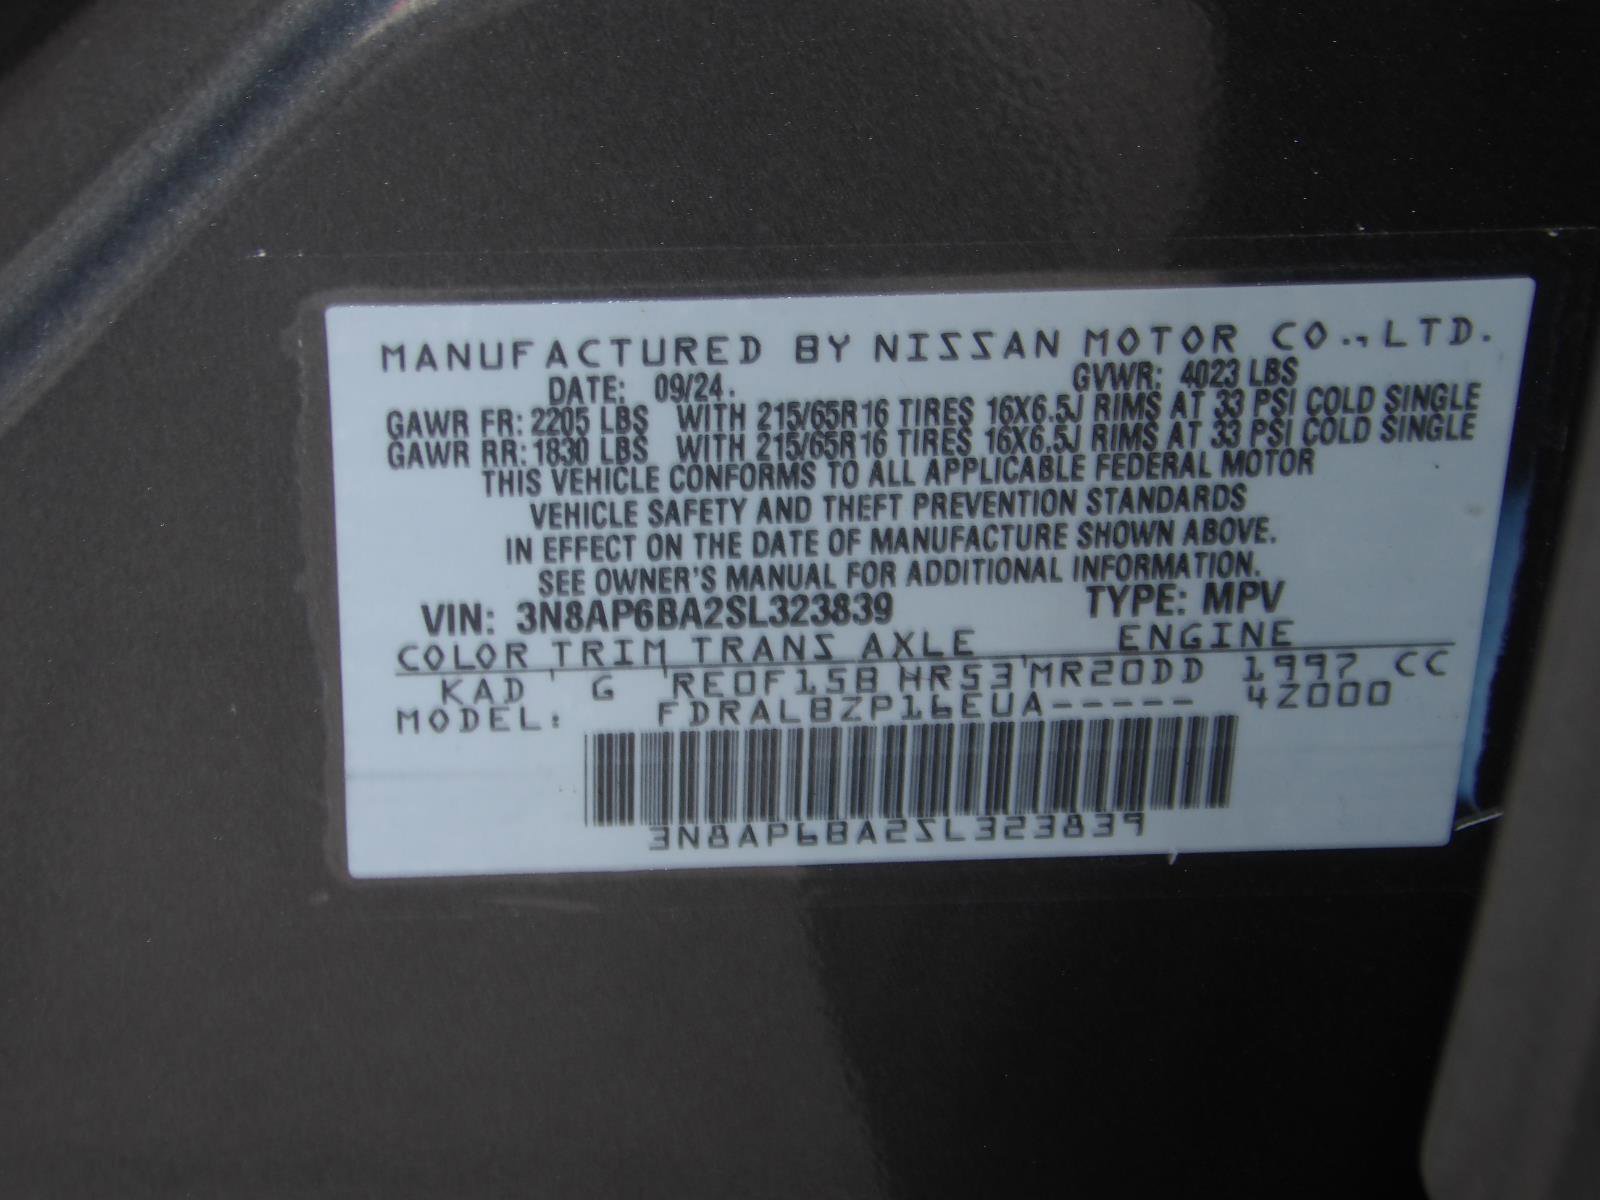 MANUFACTURED BY NISSAN MOTOR CO., LTD.
DATE: 09/24. GVWR: 4023 LBS
GAWR FR: 2205 LBS WITH 215/65R16 TIRES 16X6.5J RIMS AT 33 PSI COLD SINGLE
GAWR RR: 1830 LBS WITH 215/65R16 TIRES 16X6.5J RIMS AT 33 PSI COLD SINGLE
THIS VEHICLE CONFORMS TO ALL APPLICABLE FEDERAL MOTOR
VEHICLE SAFETY AND THEFT PREVENTION STANDARDS
IN EFFECT ON THE DATE OF MANUFACTURE SHOWN ABOVE.
SEE OWNER'S MANUAL FOR ADDITIONAL INFORMATION.
VIN: 3N8AP6BA2SL323839 TYPE: MPV
COLOR TRIM TRANS AXLE ENGINE
KAD G RE0F15B HR53 MR20DD 1997 CC
MODEL: FDRALBZP16EUA----- 4Z000
3N8AP6BA2SL323839